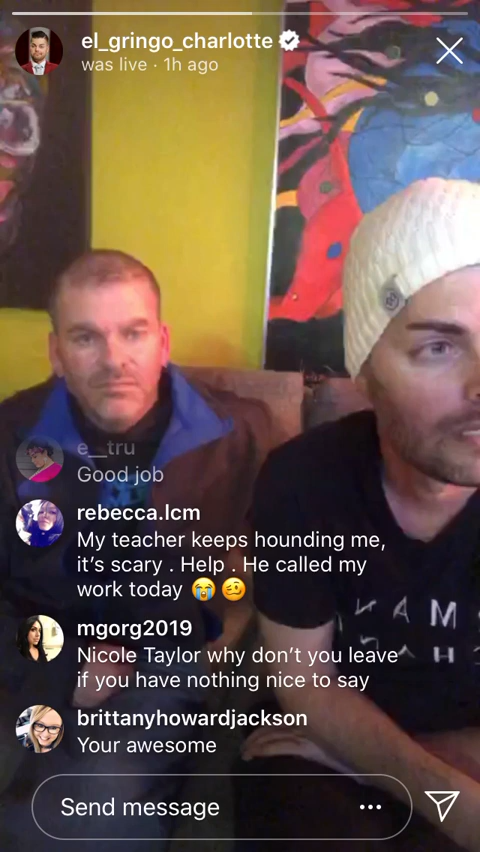 el_gringo_charlotte
was live · 1h ago
e__tru
Good job
rebecca.lcm
My teacher keeps hounding me,
it’s scary . Help . He called my
work today 😭🥴
mgorg2019
Nicole Taylor why don’t you leave
if you have nothing nice to say
brittanyhowardjackson
Your awesome
Send message